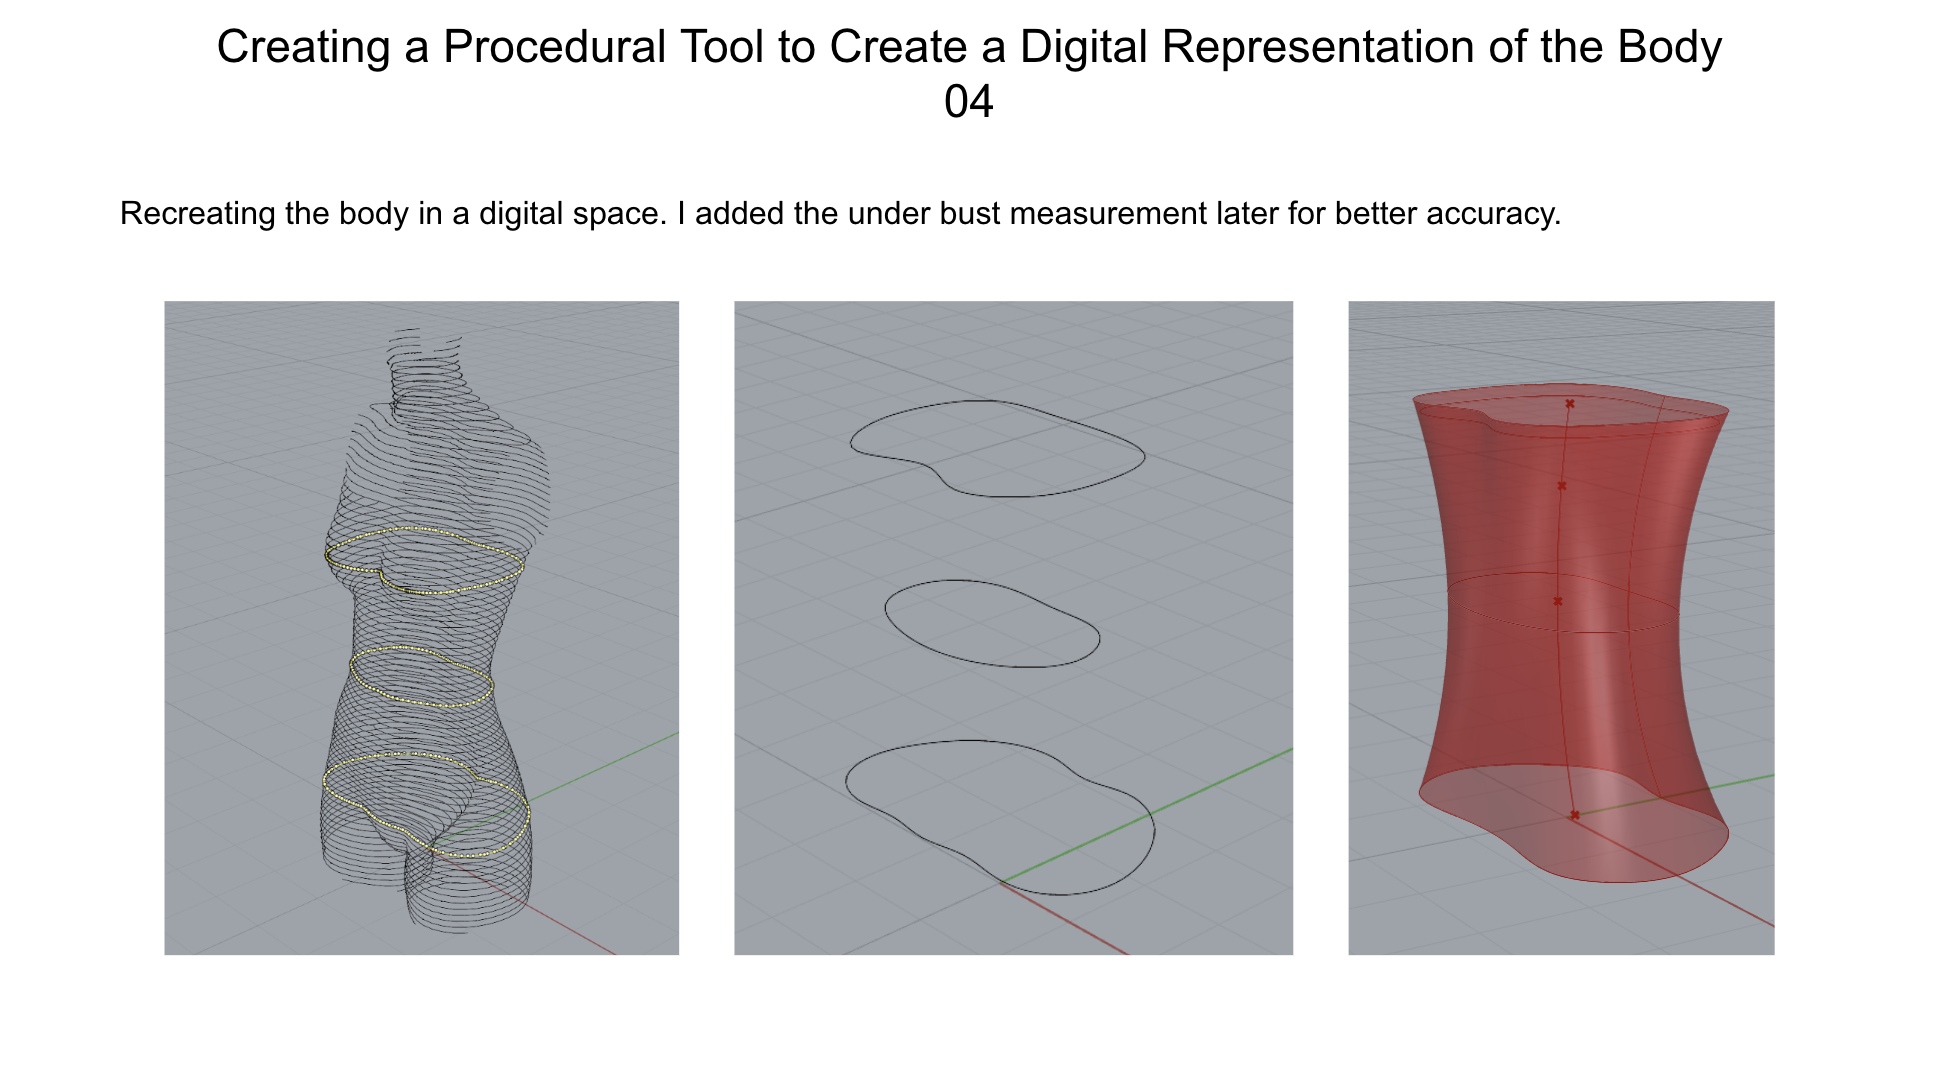 Creating a Procedural Tool to Create a Digital Representation of the Body
04
Recreating the body in a digital space. I added the under bust measurement later for better accuracy.